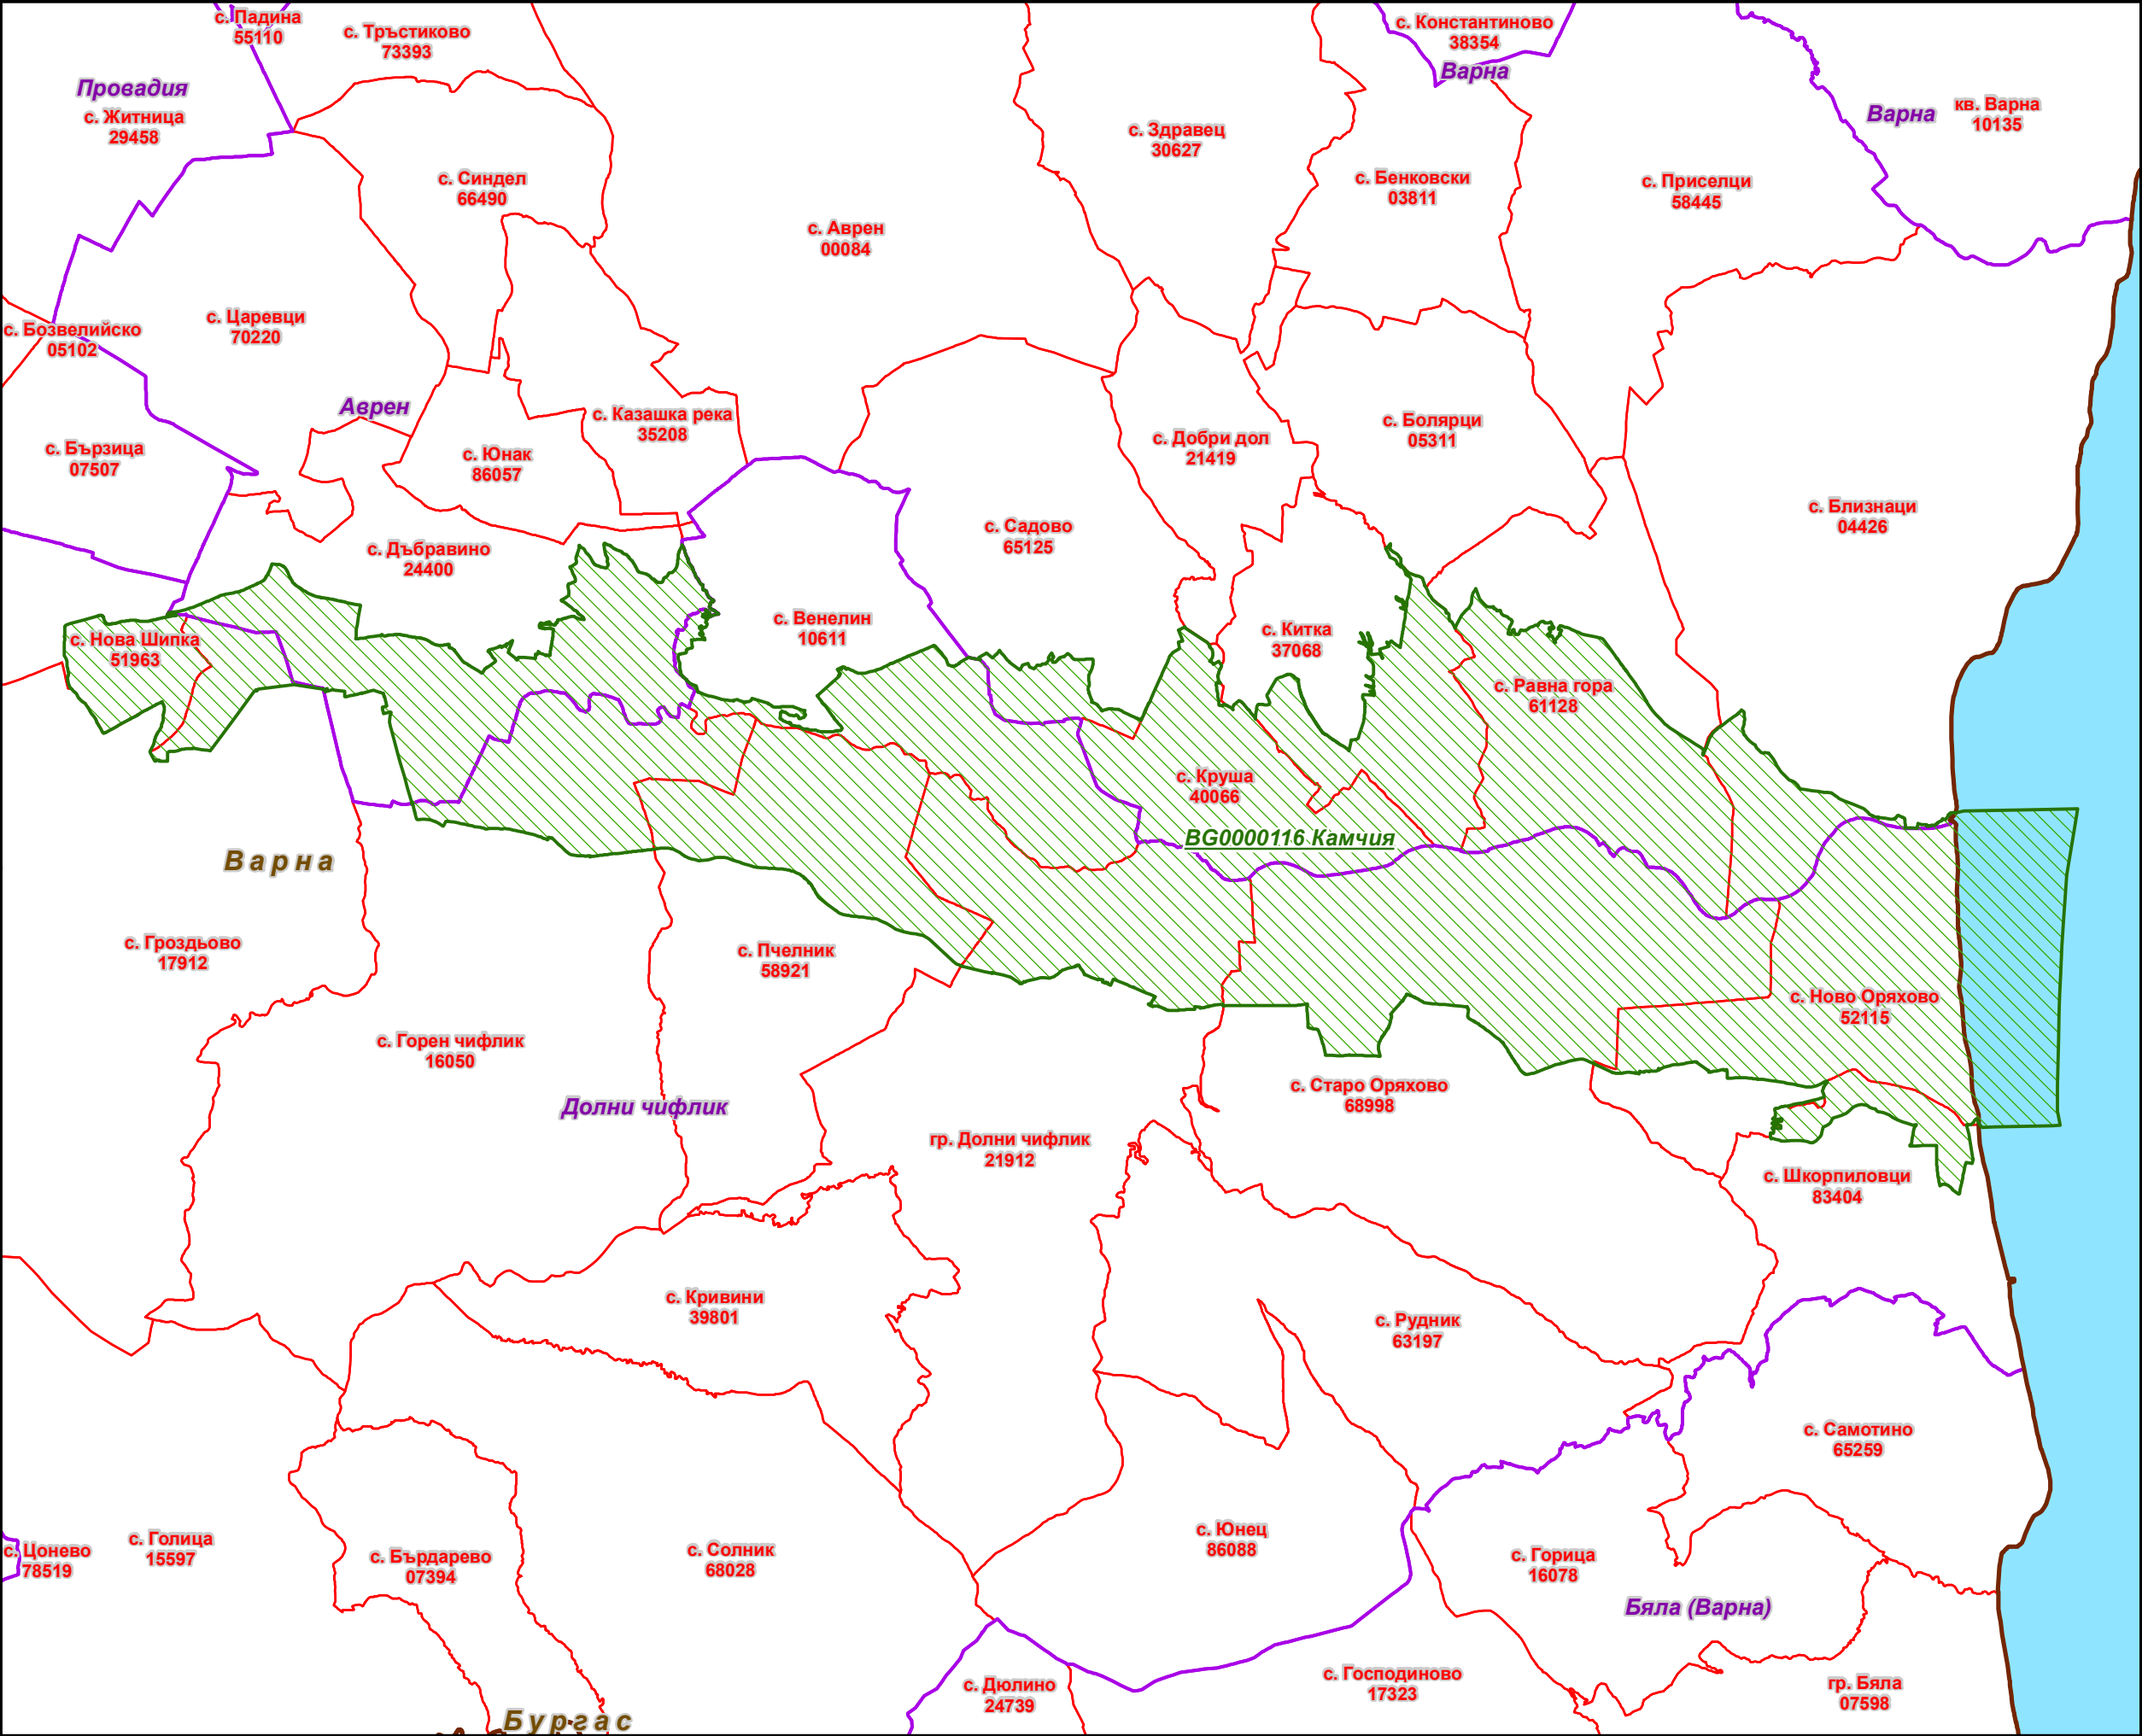 с. Падина
55110
с. Тръстиково
73393
с. Константиново
38354
Варна
Провадия
с. Житница
29458
Варна
кв. Варна
10135
с. Здравец
30627
с. Синдел
66490
с. Бенковски
03811
с. Приселци
58445
с. Аврен
00084
с. Бозвелийско
05102
с. Царевци
70220
Аврен
с. Казашка река
35208
с. Бързица
07507
с. Юнак
86057
с. Добри дол
21419
с. Болярци
05311
с. Близнаци
04426
с. Садово
65125
с. Дъбравино
24400
с. Венелин
10611
с. Китка
37068
с. Нова Шипка
51963
с. Равна гора
61128
с. Круша
40066
BG0000116 Камчия
Варна
с. Гроздьово
17912
с. Пчелник
58921
с. Ново Оряхово
52115
с. Горен чифлик
16050
с. Старо Оряхово
68998
Долни чифлик
гр. Долни чифлик
21912
с. Шкорпиловци
83404
с. Кривини
39801
с. Рудник
63197
с. Самотино
65259
с. Цонево
78519
с. Голица
15597
с. Бърдарево
07394
с. Солник
68028
с. Юнец
86088
с. Горица
16078
Бяла (Варна)
с. Дюлино
24739
с. Господиново
17323
гр. Бяла
07598
Бургас